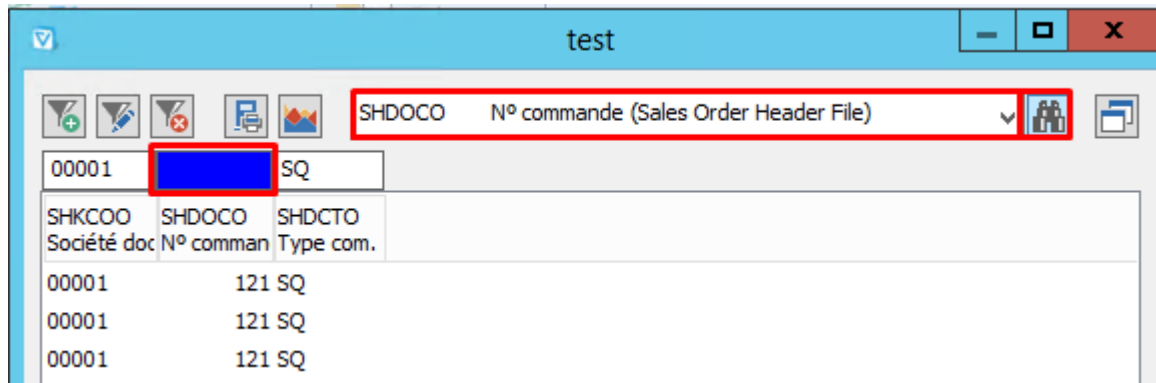 test
SHDOCO Nº commande (Sales Order Header File)
00001 SQ
SHKCOO SHDOCO SHDCTO
Société doc Nº comman Type com.
00001 121 SQ
00001 121 SQ
00001 121 SQ